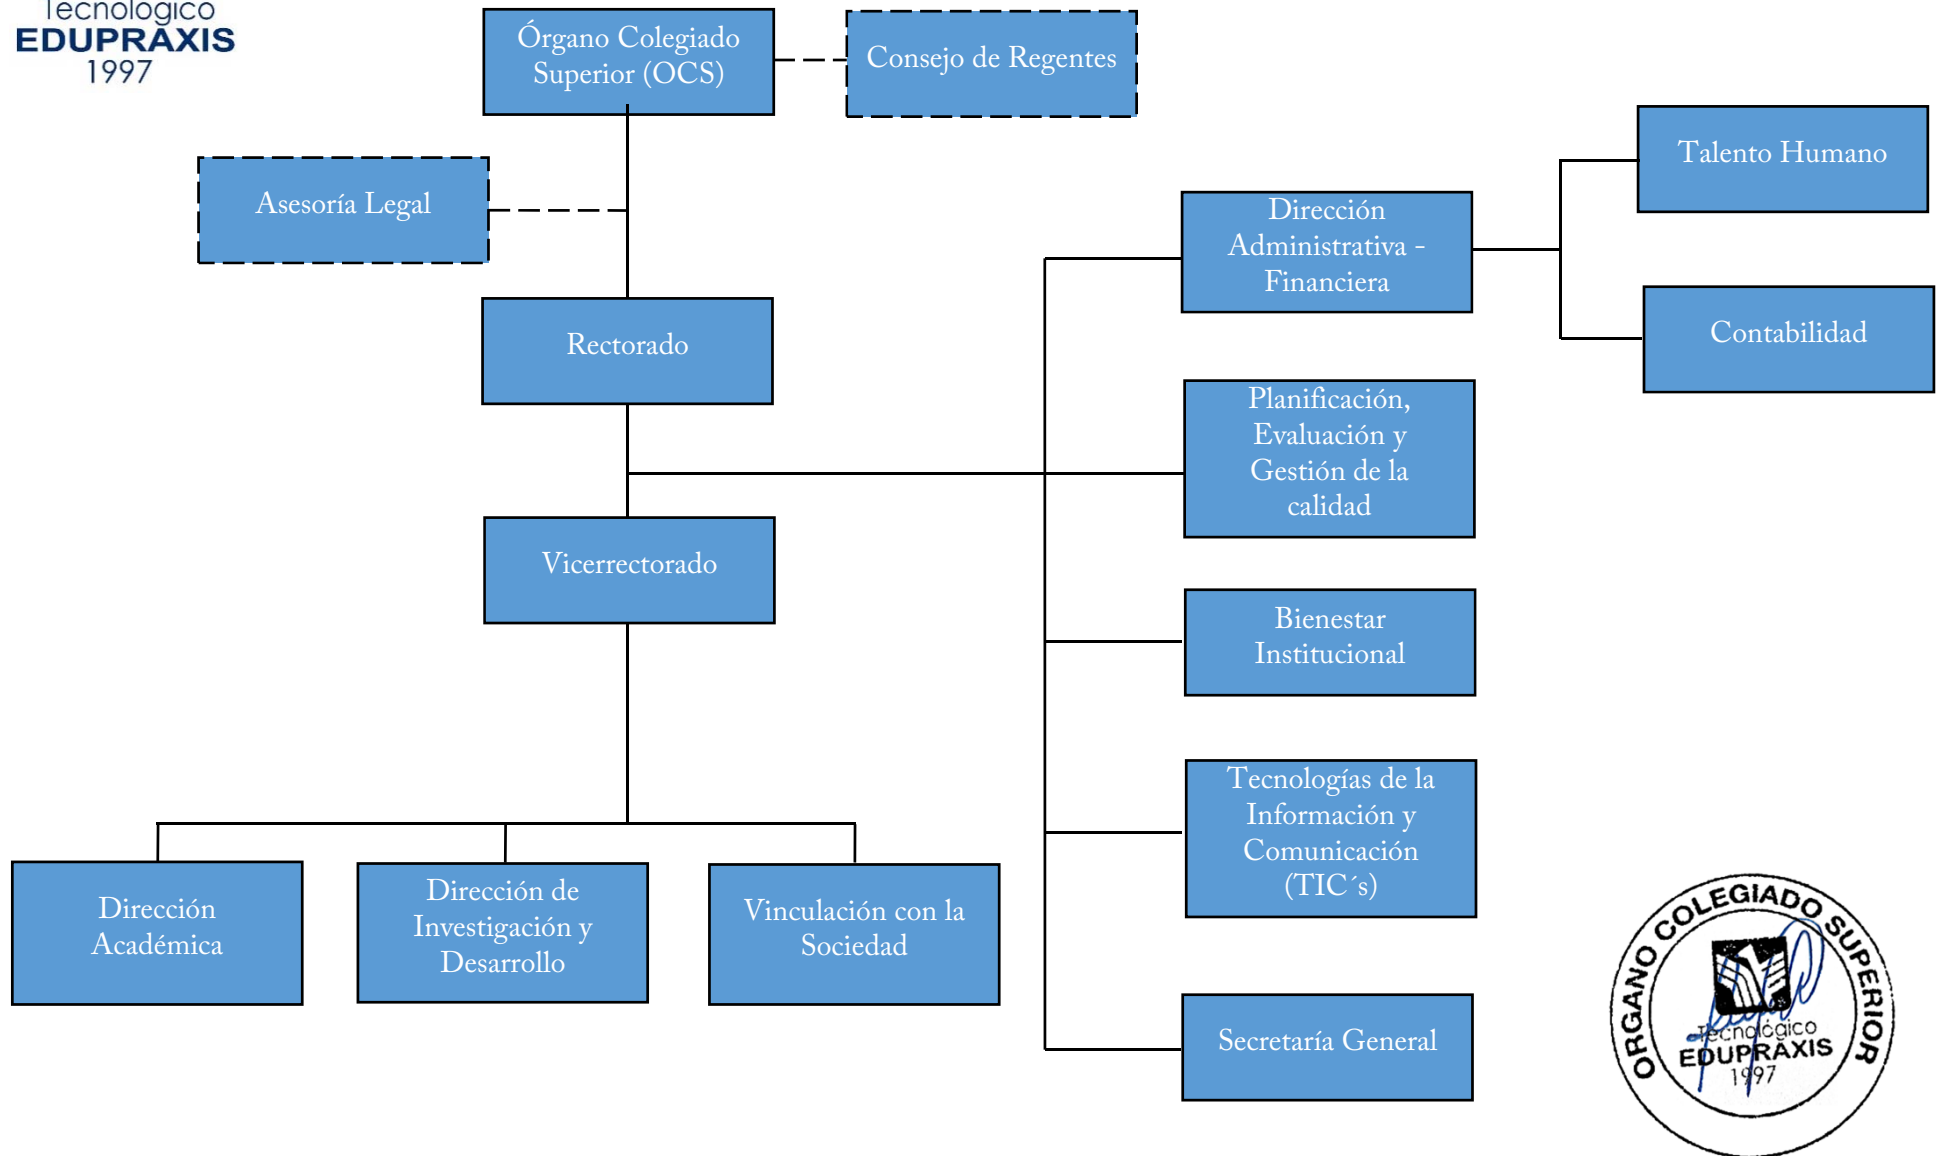 Tecnológico
EDUPRAXIS
1997
Órgano Colegiado
Superior (OCS)
Consejo de Regentes
Asesoría Legal
Rectorado
Vicerrectorado
Dirección
Administrativa -
Financiera
Talento Humano
Contabilidad
Planificación,
Evaluación y
Gestión de la
calidad
Bienestar
Institucional
Tecnologías de la
Información y
Comunicación
(TIC´s)
Secretaría General
Dirección
Académica
Dirección de
Investigación y
Desarrollo
Vinculación con la
Sociedad
ORGANO COLEGIADO SUPERIOR
Tecnológico
EDUPRAXIS
1997